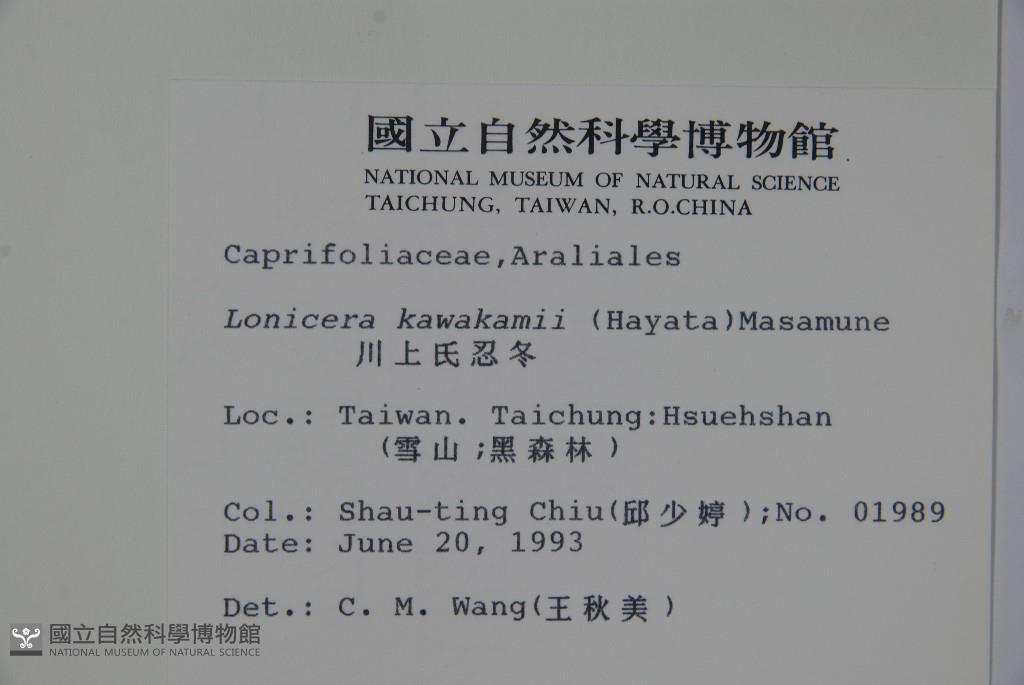 國立自然科學博物館
NATIONAL MUSEUM OF NATURAL SCIENCE
TAICHUNG, TAIWAN, R.O.CHINA
Caprifoliaceae,Araliales
Lonicera kawakamii (Hayata)Masamune
川上氏忍冬
Loc.: Taiwan. Taichung:Hsuehshan
(雪山;黑森林)
Col.: Shau-ting Chiu(邱少婷);No. 01989
Date: June 20, 1993
Det.: C. M. Wang(王秋美)
國立自然科學博物館
NATIONAL MUSEUM OF NATURAL SCIENCE